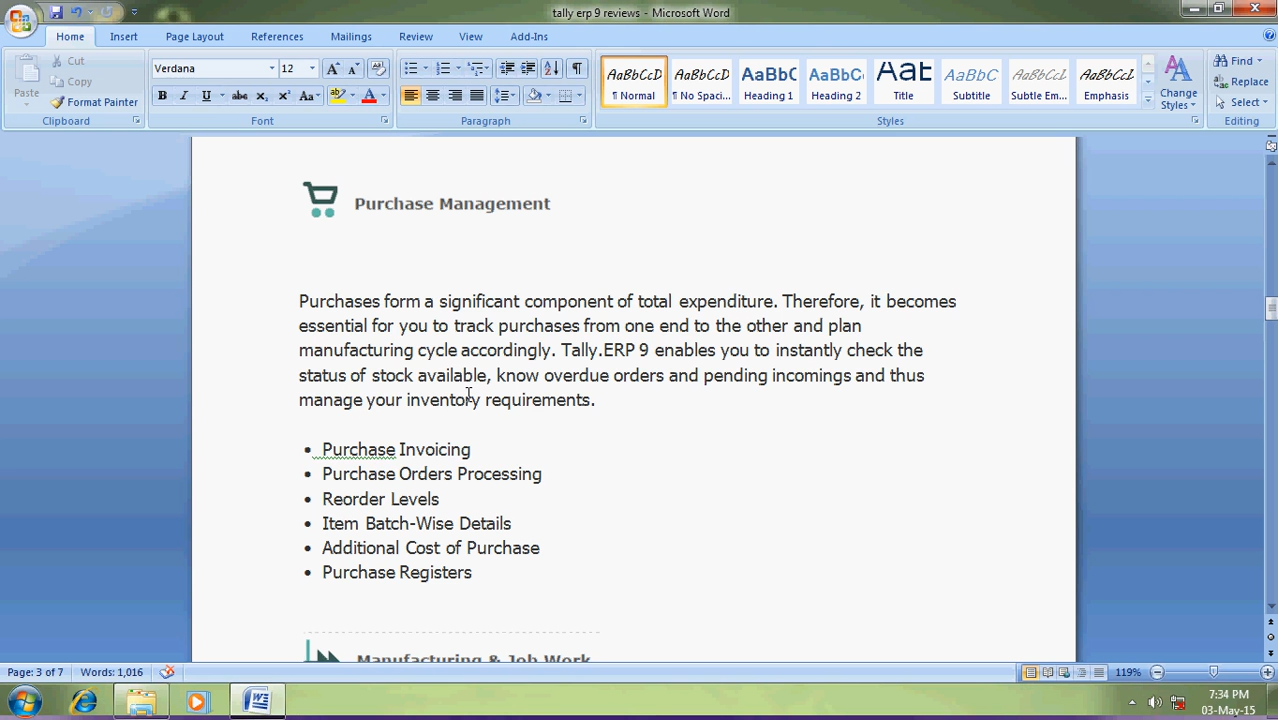 tally erp 9 reviews - Microsoft Word
Home Insert Page Layout References Mailings Review View Add-Ins
Paste
Cut
Copy
Format Painter
Clipboard
Verdana 12
Font
Paragraph
AaBbCcD AaBbCcD AaBbC AaBbC AaB AaBbC AaBbCcD AaBbCcD
¶ Normal ¶ No Spaci... Heading 1 Heading 2 Title Subtitle Subtle Em... Emphasis
Change Styles
Styles
Find
Replace
Select
Editing
Purchase Management
Purchases form a significant component of total expenditure. Therefore, it becomes
essential for you to track purchases from one end to the other and plan
manufacturing cycle accordingly. Tally.ERP 9 enables you to instantly check the
status of stock available, know overdue orders and pending incomings and thus
manage your inventory requirements.
• Purchase Invoicing
• Purchase Orders Processing
• Reorder Levels
• Item Batch-Wise Details
• Additional Cost of Purchase
• Purchase Registers
Manufacturing & Job Work
Page: 3 of 7 Words: 1,016 119%
7:34 PM
03-May-15